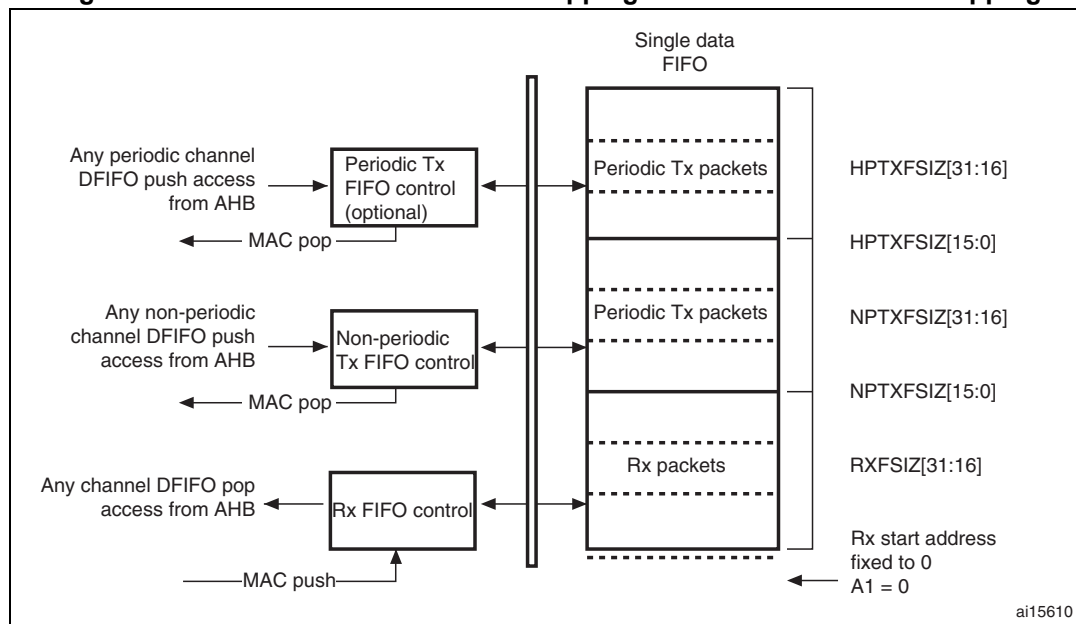 Single data
FIFO
Any periodic channel
DFIFO push access
from AHB
Periodic Tx
FIFO control
(optional)
MAC pop
Periodic Tx packets
HPTXFSIZ[31:16]
HPTXFSIZ[15:0]
Any non-periodic
channel DFIFO push
access from AHB
Non-periodic
Tx FIFO control
MAC pop
Periodic Tx packets
NPTXFSIZ[31:16]
NPTXFSIZ[15:0]
Any channel DFIFO pop
access from AHB
Rx FIFO control
MAC push
Rx packets
RXFSIZ[31:16]
Rx start address
fixed to 0
A1 = 0
ai15610